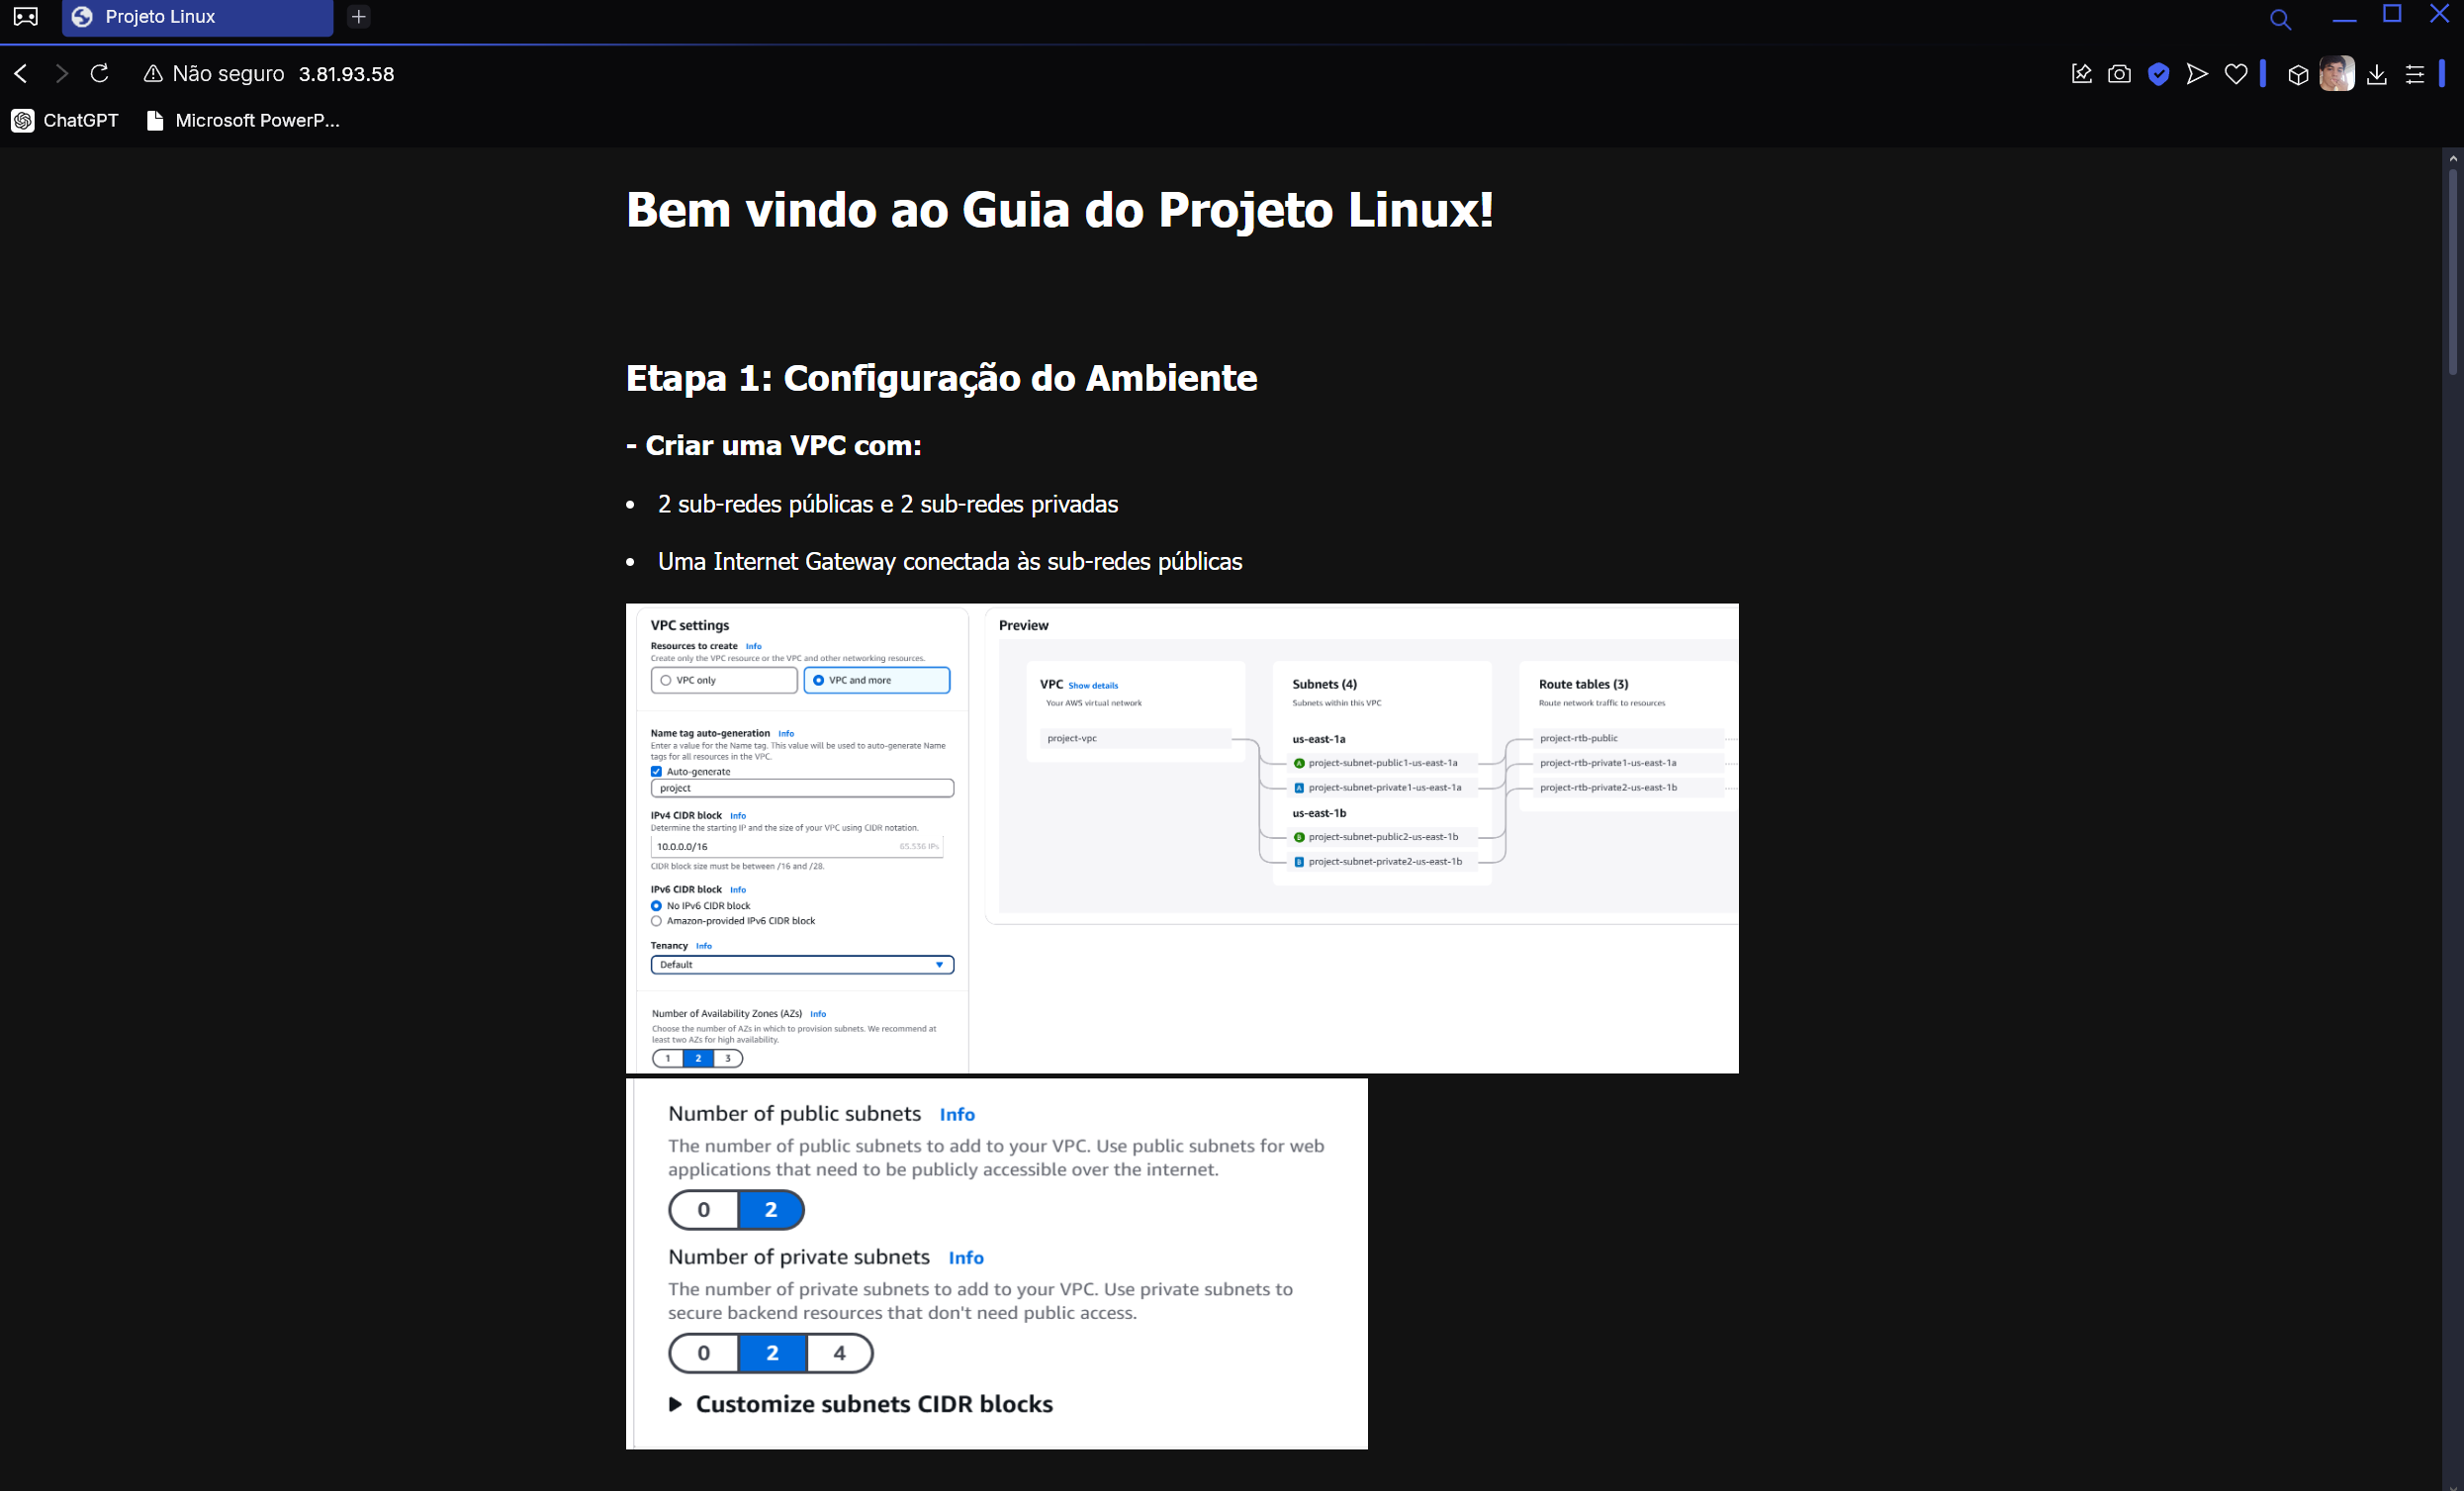 Projeto Linux
Não seguro 3.81.93.58
ChatGPT
Microsoft PowerP...
Bem vindo ao Guia do Projeto Linux!
Etapa 1: Configuração do Ambiente
- Criar uma VPC com:
• 2 sub-redes públicas e 2 sub-redes privadas
• Uma Internet Gateway conectada às sub-redes públicas
VPC settings
Resources to create Info
Create only the VPC resource or the VPC and other networking resources.
VPC only
VPC and more
Name tag auto-generation Info
Enter a value for the Name tag. This value will be used to auto-generate Name
tags for all resources in the VPC.
Auto-generate
project
IPv4 CIDR block Info
Determine the starting IP and the size of your VPC using CIDR notation.
10.0.0.0/16 65,536 IPs
CIDR block size must be between /16 and /28.
IPv6 CIDR block Info
No IPv6 CIDR block
Amazon-provided IPv6 CIDR block
Tenancy Info
Default
Number of Availability Zones (AZs) Info
Choose the number of AZs in which to provision subnets. We recommend at
least two AZs for high availability.
1 2 3
Preview
VPC Show details
Your AWS virtual network
project-vpc
Subnets (4)
Subnets within this VPC
us-east-1a
A project-subnet-public1-us-east-1a
A project-subnet-private1-us-east-1a
us-east-1b
B project-subnet-public2-us-east-1b
B project-subnet-private2-us-east-1b
Route tables (3)
Route network traffic to resources
project-rtb-public
project-rtb-private1-us-east-1a
project-rtb-private2-us-east-1b
Number of public subnets Info
The number of public subnets to add to your VPC. Use public subnets for web
applications that need to be publicly accessible over the internet.
0 2
Number of private subnets Info
The number of private subnets to add to your VPC. Use private subnets to
secure backend resources that don't need public access.
0 2 4
Customize subnets CIDR blocks